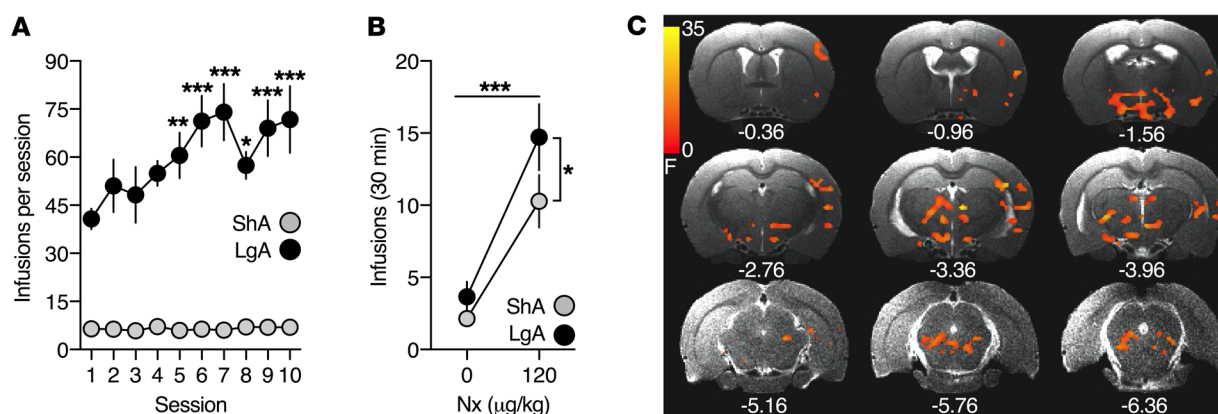 A
Infusions per session
90
75
60
45
30
15
0
** *** *** * *** ***
ShA
LgA
1 2 3 4 5 6 7 8 9 10
Session
B
Infusions (30 min)
20
15
10
5
0
***
*
ShA
LgA
0 120
Nx (µg/kg)
C
35
0
F
-0.36 -0.96 -1.56
-2.76 -3.36 -3.96
-5.16 -5.76 -6.36